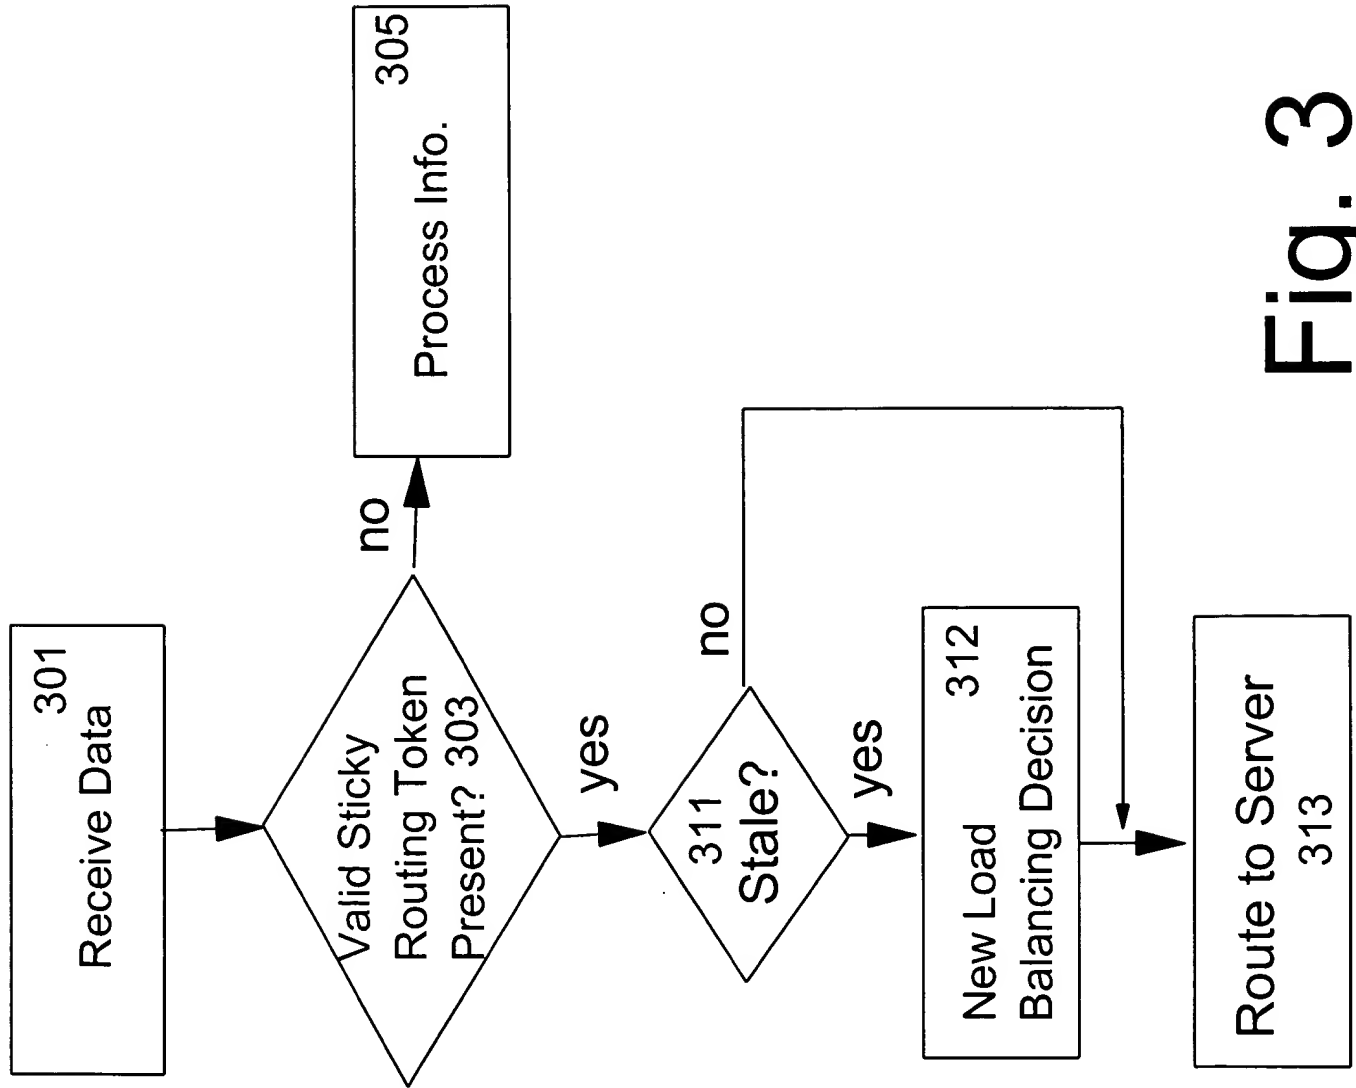 301
Receive Data
Valid Sticky
Routing Token
Present? 303
no
305
Process Info.
yes
311
Stale?
no
yes
312
New Load
Balancing Decision
Route to Server
313
Fig. 3